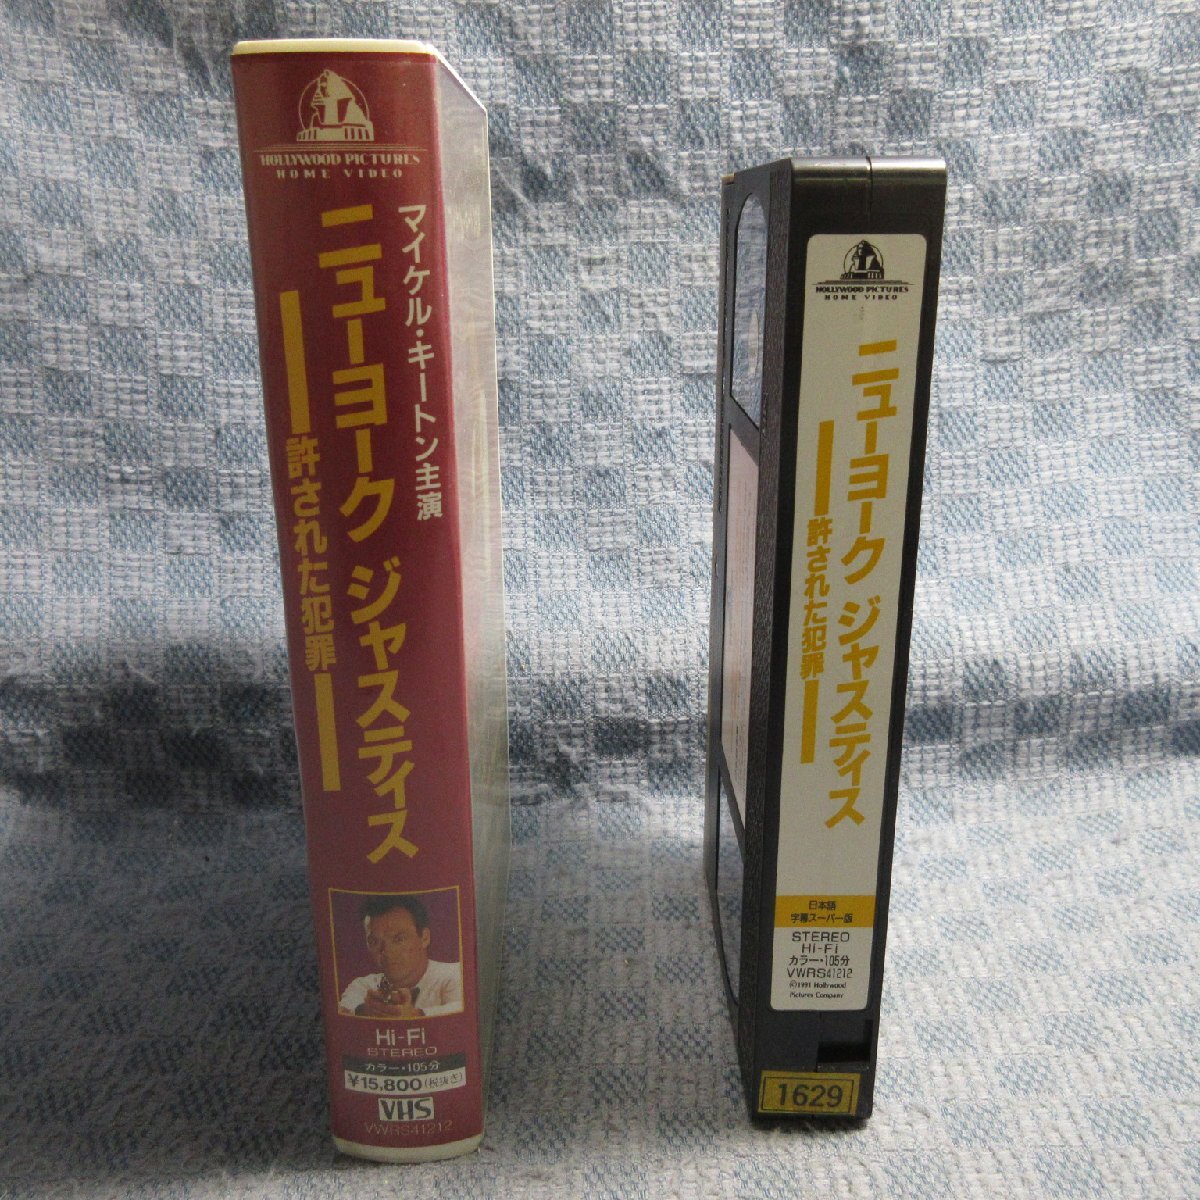 HOLLYWOOD PICTURES
HOME VIDEO
マイケル・キートン主演
ニューヨーク ジャスティス
許された犯罪
Hi-Fi
STEREO
カラー・105分
¥15,800(税抜き)
VHS
VWRS41212
HOLLYWOOD PICTURES
HOME VIDEO
ニューヨーク ジャスティス
許された犯罪
日本語
字幕スーパー版
STEREO
Hi-Fi
カラー・105分
VWRS41212
©1991 Hollywood
Pictures Company
1629